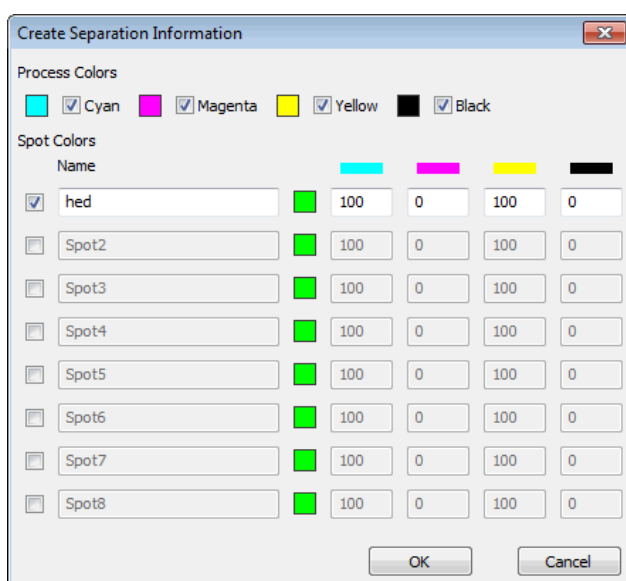 Create Separation Information
Process Colors
Cyan Magenta Yellow Black
Spot Colors
Name
hed 100 0 100 0
Spot2 100 0 100 0
Spot3 100 0 100 0
Spot4 100 0 100 0
Spot5 100 0 100 0
Spot6 100 0 100 0
Spot7 100 0 100 0
Spot8 100 0 100 0
OK Cancel